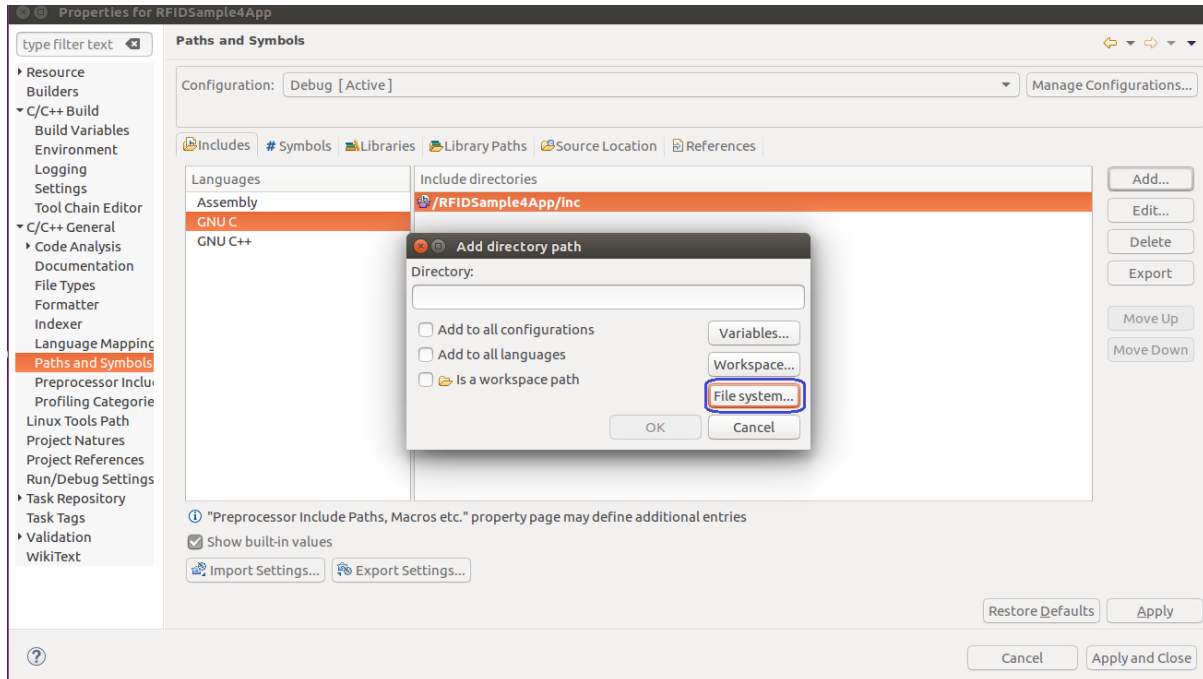 Properties for RFIDSample4App
type filter text
Paths and Symbols
Resource
Builders
C/C++ Build
Build Variables
Environment
Logging
Settings
Tool Chain Editor
C/C++ General
Code Analysis
Documentation
File Types
Formatter
Indexer
Language Mapping
Paths and Symbols
Preprocessor Inclu
Profiling Categorie
Linux Tools Path
Project Natures
Project References
Run/Debug Settings
Task Repository
Task Tags
Validation
WikiText
Configuration: Debug [Active] Manage Configurations...
Includes # Symbols Libraries Library Paths Source Location References
Languages
Assembly
GNU C
GNU C++
Include directories
/RFIDSample4App/inc
Add...
Edit...
Delete
Export
Move Up
Move Down
Add directory path
Directory:
Add to all configurations
Add to all languages
Is a workspace path
Variables...
Workspace...
File system...
OK Cancel
"Preprocessor Include Paths, Macros etc." property page may define additional entries
Show built-in values
Import Settings... Export Settings...
Restore Defaults Apply
Cancel Apply and Close